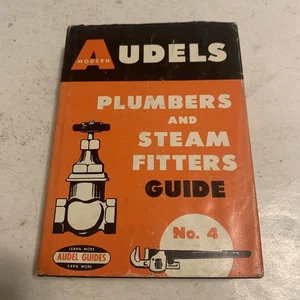 AUDELS
MODERN
PLUMBERS
AND
STEAM
FITTERS
GUIDE
No. 4
LEARN MORE
AUDEL GUIDES
EARN MORE